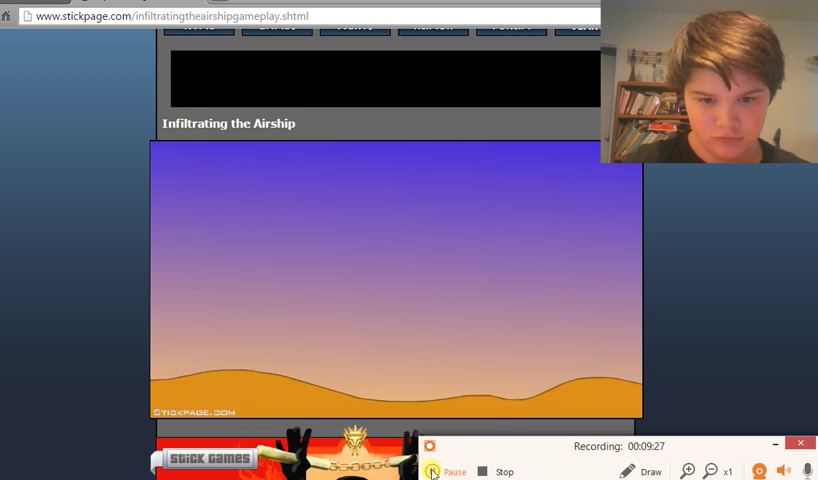 www.stickpage.com/infiltratingtheairshipgameplay.shtml
Infiltrating the Airship
STICKPAGE.COM
STICK GAMES
Recording: 00:09:27
Pause Stop Draw x1